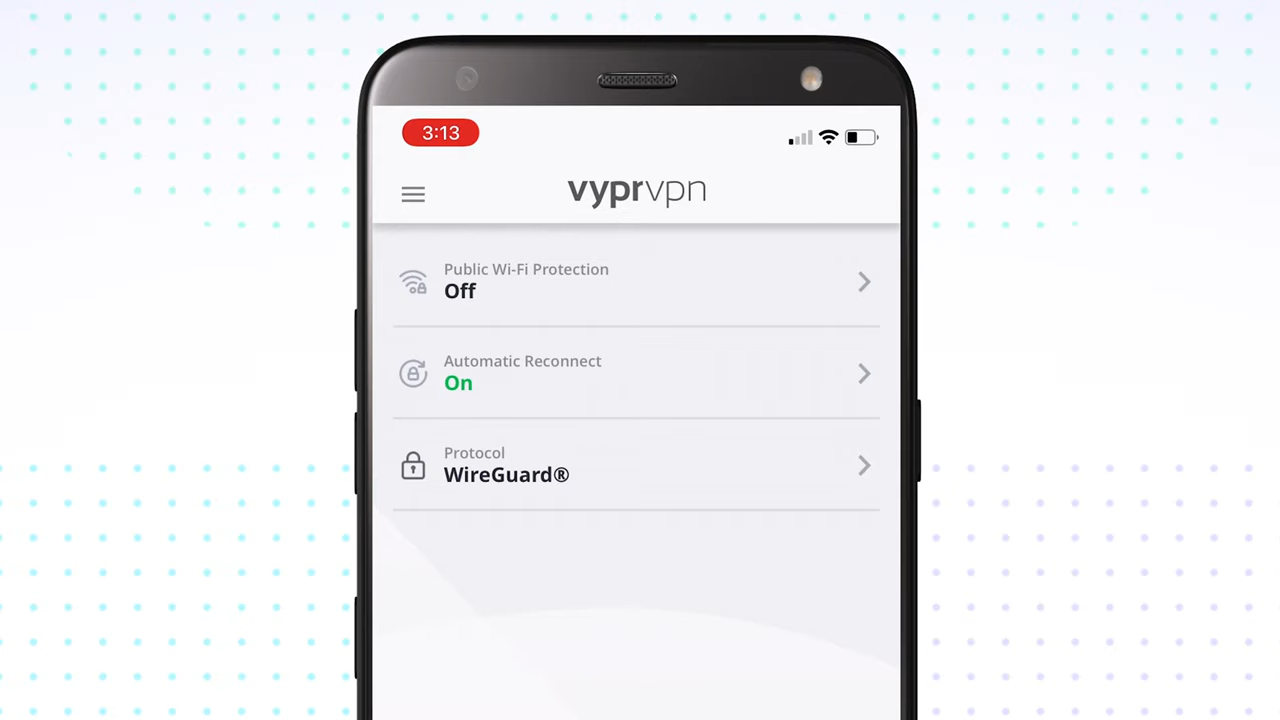 3:13
vyprvpn
Public Wi-Fi Protection
Off
Automatic Reconnect
On
Protocol
WireGuard®